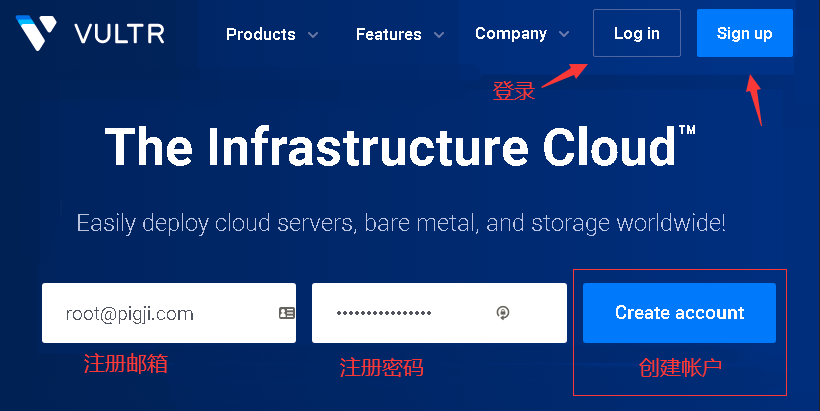 VULTR Products Features Company Log in Sign up
登录
The Infrastructure Cloud™
Easily deploy cloud servers, bare metal, and storage worldwide!
root@pigji.com •••••••••••••••• Create account
注册邮箱 注册密码 创建帐户